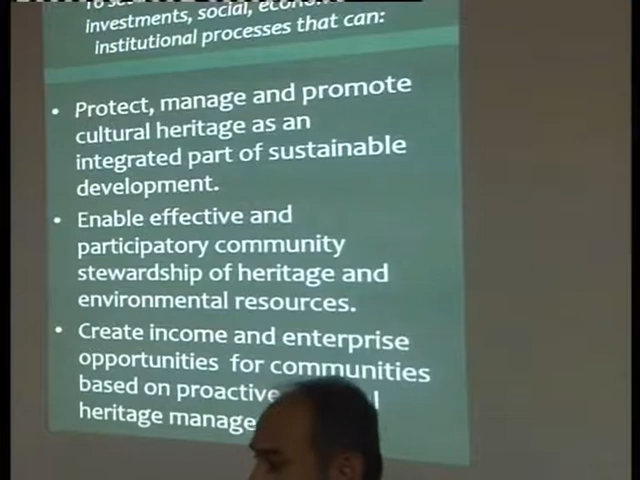 investments, social,
institutional processes that can:
• Protect, manage and promote
cultural heritage as an
integrated part of sustainable
development.
• Enable effective and
participatory community
stewardship of heritage and
environmental resources.
• Create income and enterprise
opportunities for communities
based on proactive
heritage